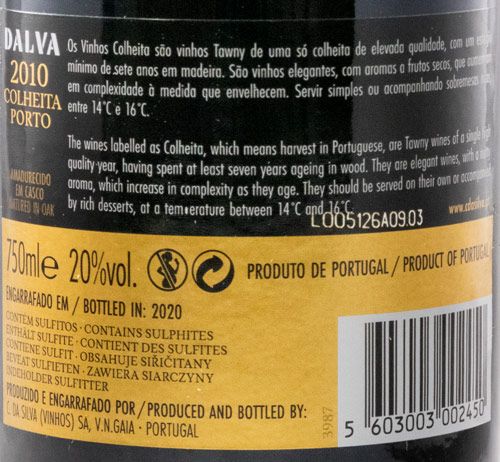 DALVA
2010
COLHEITA
PORTO
AMADURECIDO
EM CASCO
MATURED IN OAK
Os Vinhos Colheita são vinhos Tawny de uma só colheita de elevada qualidade, com um
mínimo de sete anos em madeira. São vinhos elegantes, com aromas a frutos secos, que aumentam
em complexidade à medida que envelhecem. Servir simples ou acompanhando sobremesas
entre 14°C e 16°C.
The wines labelled as Colheita, which means harvest in Portuguese, are Tawny wines of a single
quality year, having spent at least seven years ageing in wood. They are elegant wines, with a
aroma, which increase in complexity as they age. They should be served on their own or
by rich desserts, at a temperature between 14°C and 16°C.
www.cdasilva.
L005126A09.03
750ml e 20%vol.
PRODUTO DE PORTUGAL / PRODUCT OF PORTUGAL
ENGARRAFADO EM / BOTTLED IN: 2020
CONTÉM SULFITOS · CONTAINS SULPHITES
ENTHÄLT SULFITE · CONTIENT DES SULFITES
CONTIENE SULFIT · OBSAHUJE SIŘIČITANY
BEVAT SULFIETEN · ZAWIERA SIARCZYNY
INDEHOLDER SULFITTER
PRODUZIDO E ENGARRAFADO POR / PRODUCED AND BOTTLED BY:
C. DA SILVA (VINHOS) SA, V.N.GAIA · PORTUGAL
3987
5 603003 002450